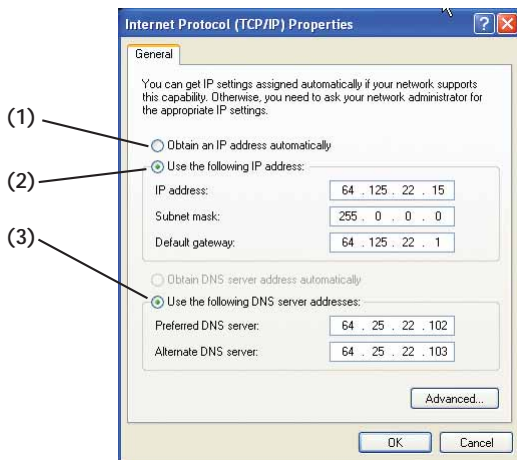 Internet Protocol (TCP/IP) Properties
General
You can get IP settings assigned automatically if your network supports
this capability. Otherwise, you need to ask your network administrator for
the appropriate IP settings.
(1)
Obtain an IP address automatically
(2)
Use the following IP address:
IP address: 64 . 125 . 22 . 15
Subnet mask: 255 . 0 . 0 . 0
(3)
Default gateway: 64 . 125 . 22 . 1
Obtain DNS server address automatically
Use the following DNS server addresses:
Preferred DNS server: 64 . 25 . 22 . 102
Alternate DNS server: 64 . 25 . 22 . 103
Advanced...
OK Cancel